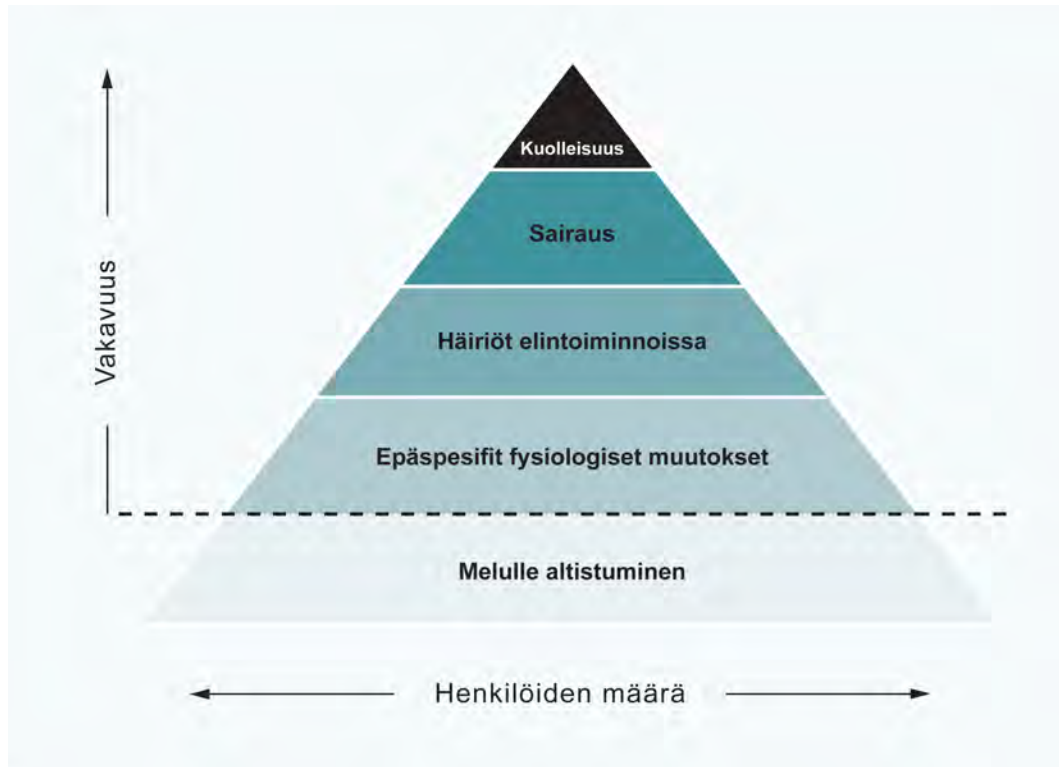 Kuolleisuus
Sairaus
Häiriöt elintoiminnoissa
Epäspesifit fysiologiset muutokset
Melulle altistuminen
Vakavuus
Henkilöiden määrä